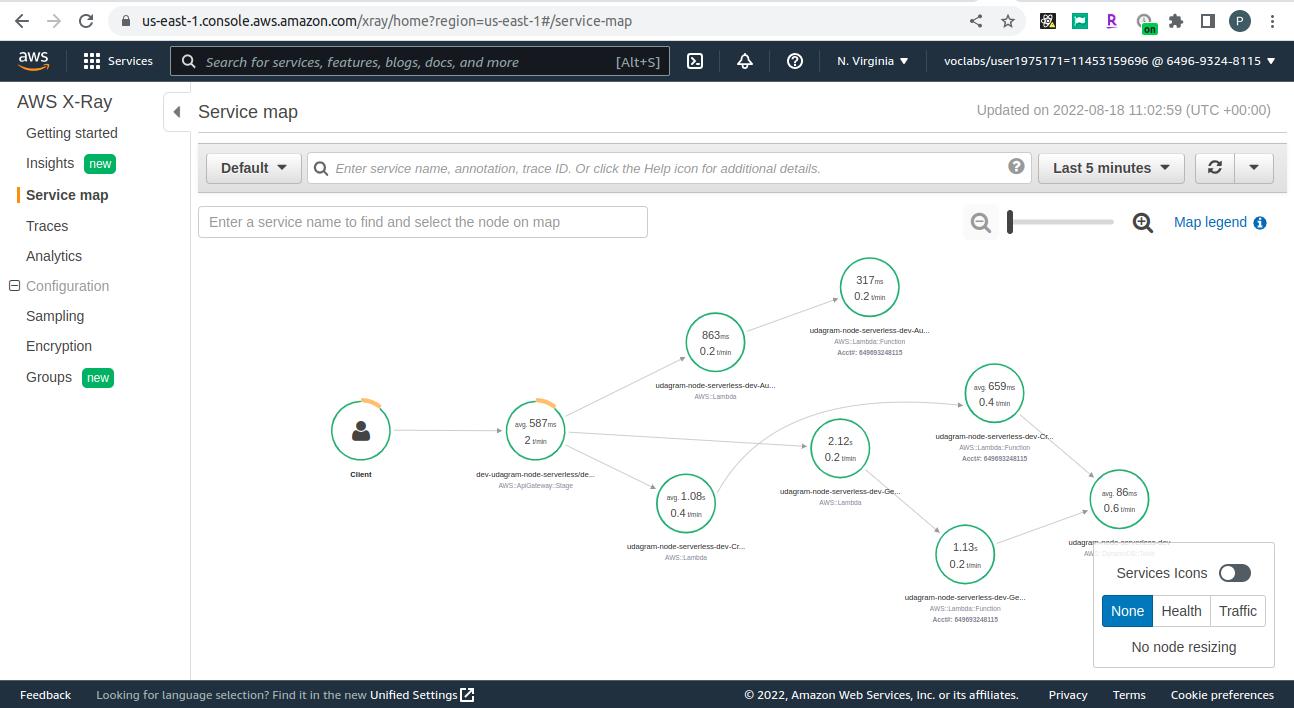 us-east-1.console.aws.amazon.com/xray/home?region=us-east-1#/service-map
R
on
P
aws
Services
Search for services, features, blogs, docs, and more
[Alt+S]
N. Virginia
voclabs/user1975171=11453159696 @ 6496-9324-8115
AWS X-Ray
Getting started
Insights new
Service map
Traces
Analytics
Configuration
Sampling
Encryption
Groups new
Service map
Updated on 2022-08-18 11:02:59 (UTC +00:00)
Default
Enter service name, annotation, trace ID. Or click the Help icon for additional details.
Last 5 minutes
Enter a service name to find and select the node on map
Map legend
317ms
0.2 t/min
udagram-node-serverless-dev-Au...
AWS::Lambda::Function
Acct#: 649693248115
863ms
0.2 t/min
udagram-node-serverless-dev-Au...
AWS::Lambda
avg. 659ms
0.4 t/min
udagram-node-serverless-dev-Cr...
AWS::Lambda::Function
Acct#: 649693248115
Client
avg. 587ms
2 t/min
dev-udagram-node-serverless/de...
AWS::ApiGateway::Stage
2.12s
0.2 t/min
udagram-node-serverless-dev-Ge...
AWS::Lambda
avg. 1.08s
0.4 t/min
udagram-node-serverless-dev-Cr...
AWS::Lambda
avg. 86ms
0.6 t/min
1.13s
0.2 t/min
udagram-node-serverless-dev-Ge...
AWS::Lambda::Function
Acct#: 649693248115
Services Icons
None
Health
Traffic
No node resizing
Feedback
Looking for language selection? Find it in the new Unified Settings
© 2022, Amazon Web Services, Inc. or its affiliates.
Privacy
Terms
Cookie preferences